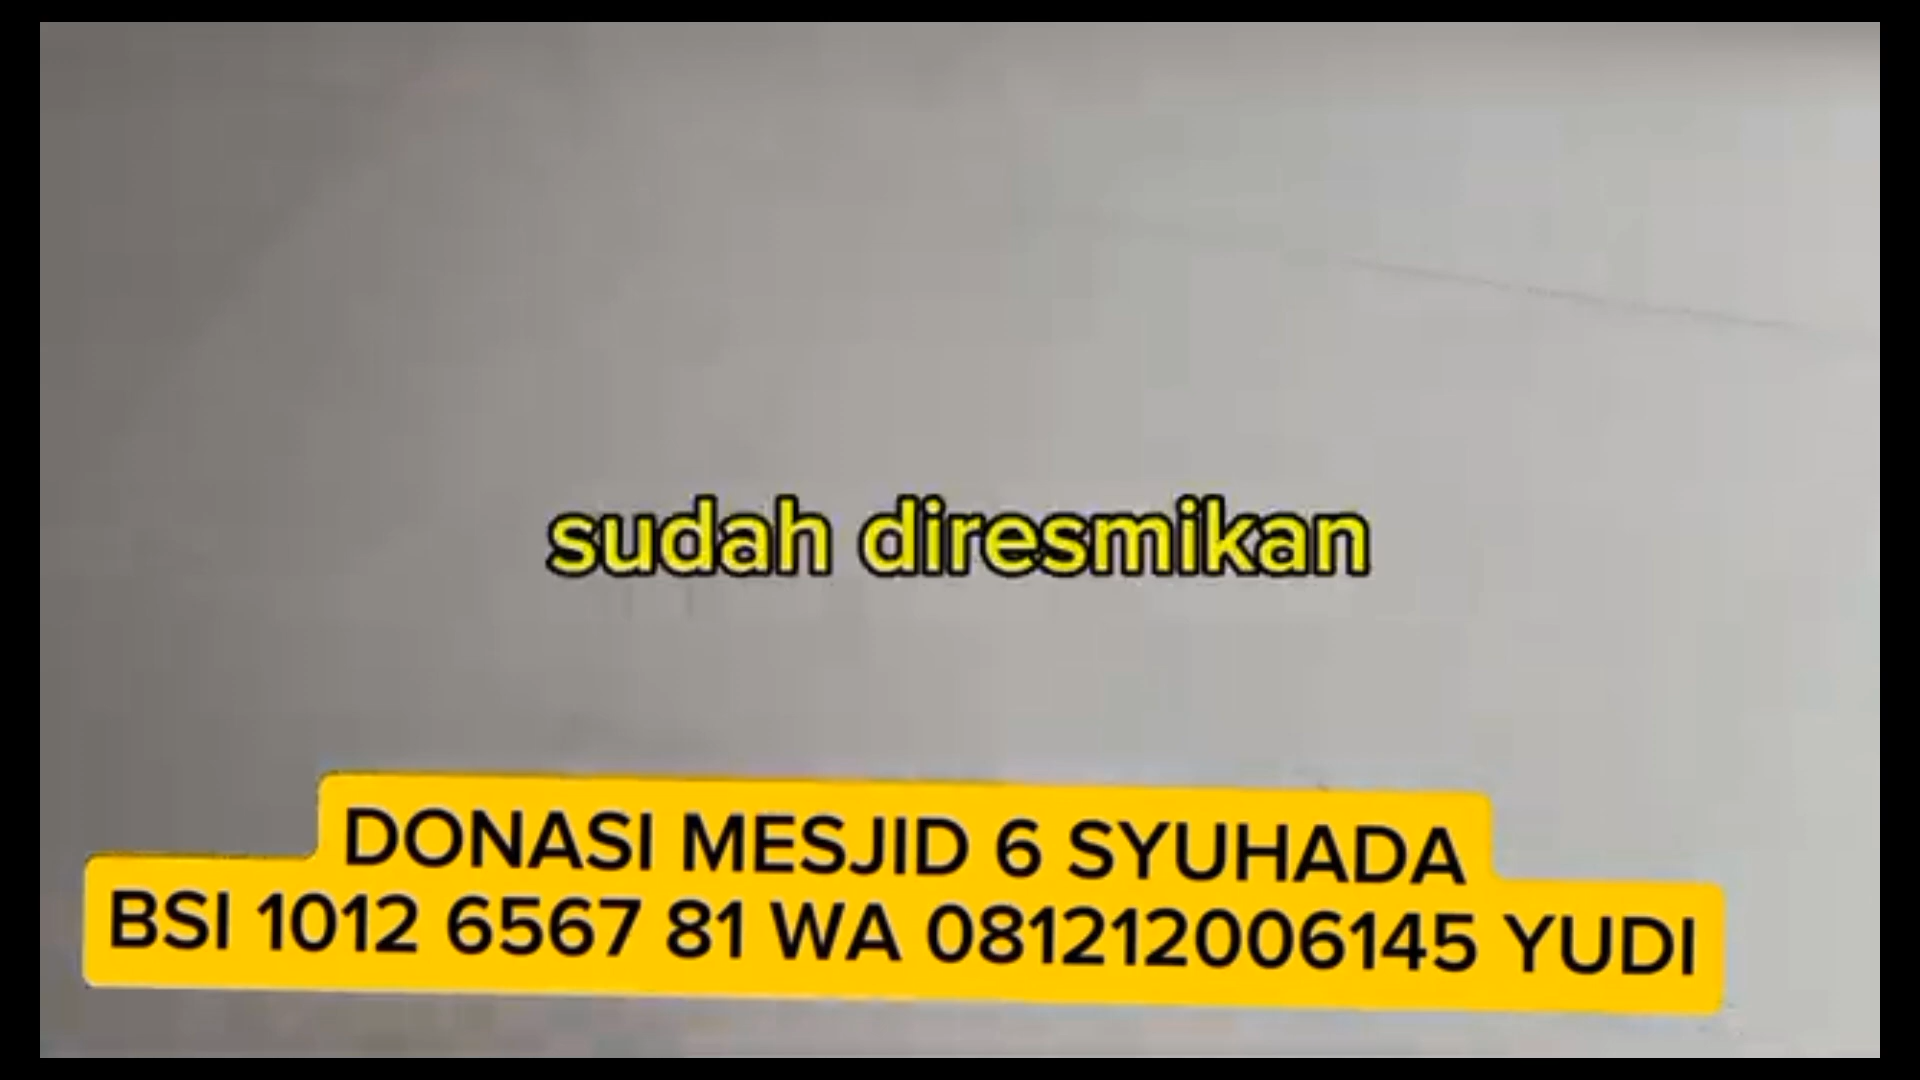 sudah diresmikan
DONASI MESJID 6 SYUHADA
BSI 1012 6567 81 WA 081212006145 YUDI